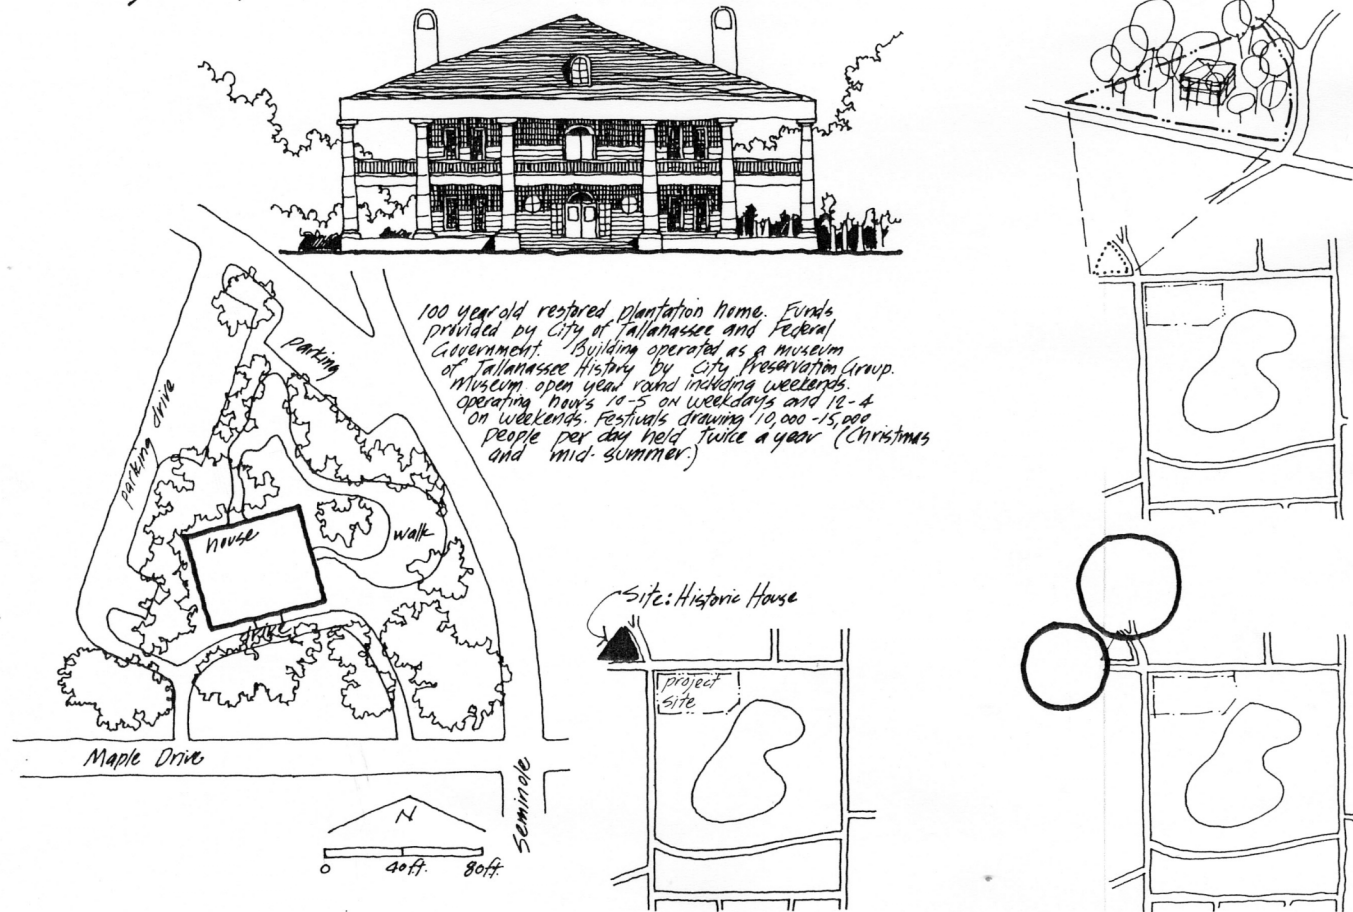 100 year old restored plantation home. Funds
provided by City of Tallahassee and Federal
Government. Building operated as a museum
of Tallahassee History by City Preservation Group.
Museum open year round including weekends.
Operating hours 10-5 on weekdays and 12-4
on weekends. Festivals drawing 10,000-15,000
people per day held twice a year (Christmas
and mid-summer.)
parking
parking drive
house
walk
drive
Maple Drive
Seminole
N
0 40ft. 80ft.
Site: Historic House
project
site